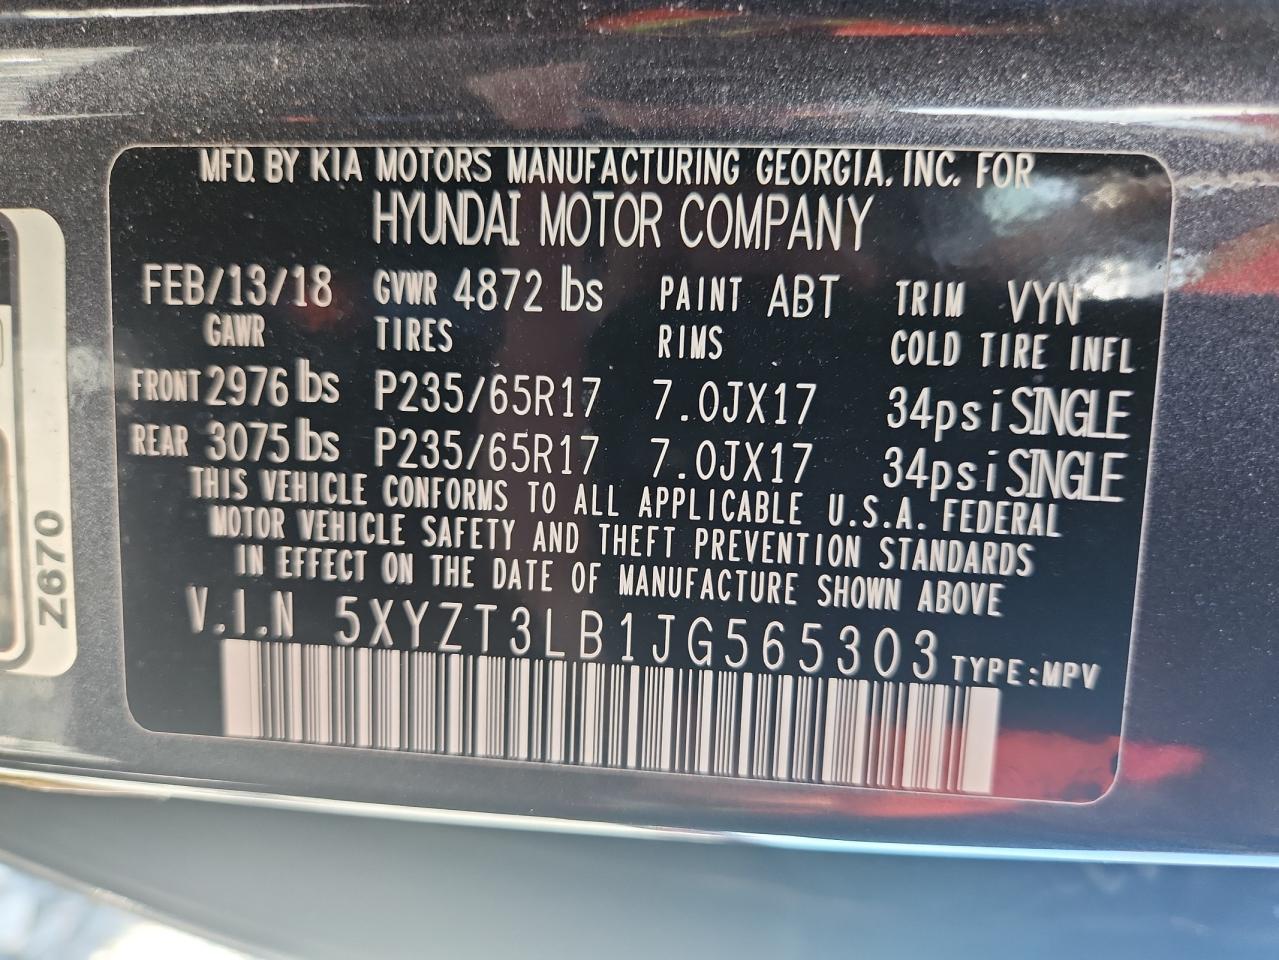 MFD. BY KIA MOTORS MANUFACTURING GEORGIA, INC. FOR
HYUNDAI MOTOR COMPANY
FEB/13/18 GVWR 4872 lbs PAINT ABT TRIM VYN
GAWR TIRES RIMS COLD TIRE INFL
FRONT 2976 lbs P235/65R17 7.0JX17 34psi SINGLE
REAR 3075 lbs P235/65R17 7.0JX17 34psi SINGLE
THIS VEHICLE CONFORMS TO ALL APPLICABLE U.S.A. FEDERAL
MOTOR VEHICLE SAFETY AND THEFT PREVENTION STANDARDS
IN EFFECT ON THE DATE OF MANUFACTURE SHOWN ABOVE
V.I.N 5XYZT3LB1JG565303 TYPE:MPV
Z670